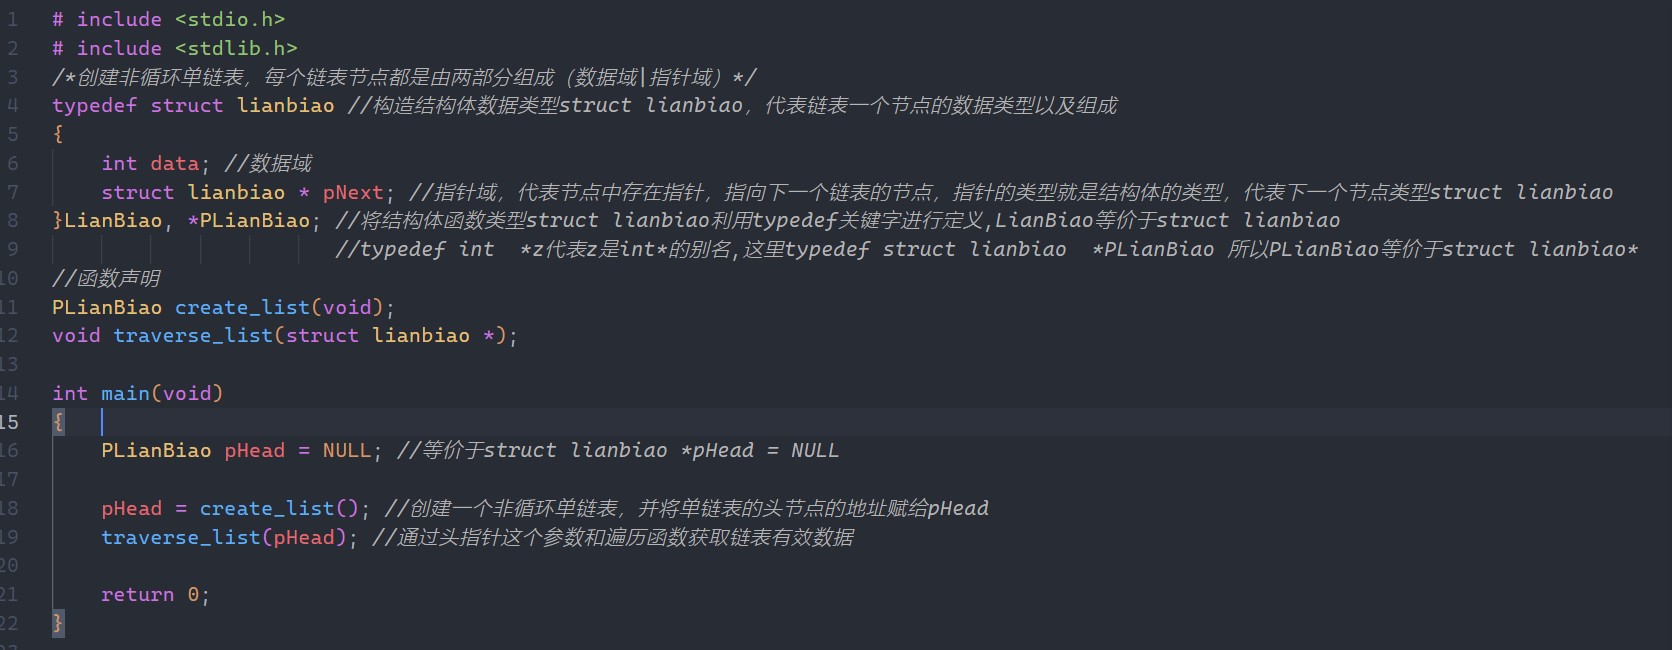 1 # include <stdio.h>
2 # include <stdlib.h>
3 /*创建非循环单链表，每个链表节点都是由两部分组成（数据域|指针域）*/
4 typedef struct lianbiao //构造结构体数据类型struct lianbiao，代表链表一个节点的数据类型以及组成
5 {
6 int data; //数据域
7 struct lianbiao * pNext; //指针域，代表节点中存在指针，指向下一个链表的节点，指针的类型就是结构体的类型，代表下一个节点类型struct lianbiao
8 }LianBiao, *PLianBiao; //将结构体函数类型struct lianbiao利用typedef关键字进行定义,LianBiao等价于struct lianbiao
9 //typedef int  *z代表z是int*的别名,这里typedef struct lianbiao  *PLianBiao 所以PLianBiao等价于struct lianbiao*
10 //函数声明
11 PLianBiao create_list(void);
12 void traverse_list(struct lianbiao *);
13
14 int main(void)
15 {
16 PLianBiao pHead = NULL; //等价于struct lianbiao *pHead = NULL
17
18 pHead = create_list(); //创建一个非循环单链表，并将单链表的头节点的地址赋给pHead
19 traverse_list(pHead); //通过头指针这个参数和遍历函数获取链表有效数据
20
21 return 0;
22 }